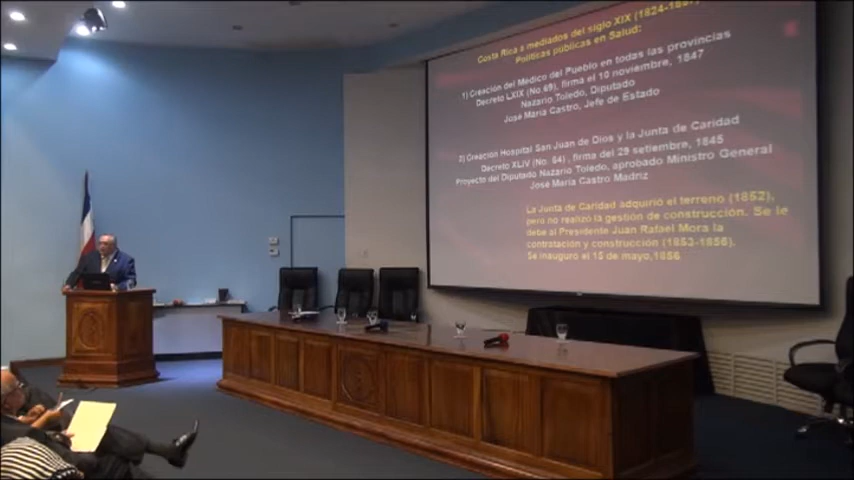 Costa Rica a mediados del siglo XIX (1824-
Políticas públicas en Salud:
1) Creación del Médico del Pueblo en todas las provincias
Decreto LXIX (No.69), firma el 10 noviembre, 1847
Nazario Toledo, Diputado
José María Castro, Jefe de Estado
2) Creación Hospital San Juan de Dios y la Junta de Caridad
Decreto XLIV (No. 64) , firma del 29 setiembre, 1845
Proyecto del Diputado Nazario Toledo, aprobado Ministro General
José María Castro Madriz
La Junta de Caridad adquirió el terreno (1852),
pero no realizó la gestión de construcción. Se le
debe al Presidente Juan Rafael Mora la
contratación y construcción (1853-1856).
Se inauguro el 15 de mayo,1856